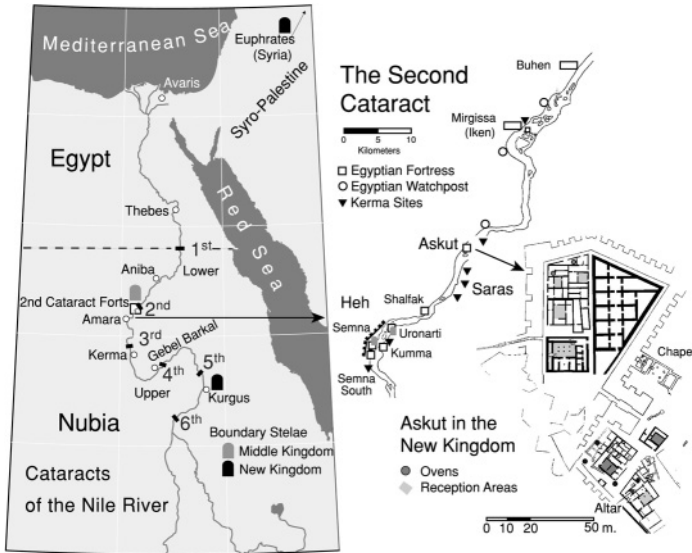 Mediterranean Sea
Euphrates
(Syria)
Avaris
Syro-Palestine
Egypt
Red Sea
Thebes
1st
Aniba
Lower
2nd Cataract Forts
2nd
Amara
3rd
Gebel Barkal
Kerma
4th
5th
Upper
Kurgus
6th
Nubia
Boundary Stelae
Middle Kingdom
New Kingdom
Cataracts
of the Nile River
The Second
Cataract
0 5 10
Kilometers
Egyptian Fortress
Egyptian Watchpost
Kerma Sites
Buhen
Mirgissa
(Iken)
Askut
Saras
Shalfak
Heh
Semna
Uronarti
Kumma
Semna
South
Chapel
Askut in the
New Kingdom
Ovens
Reception Areas
Altar
0 10 20 50 m.